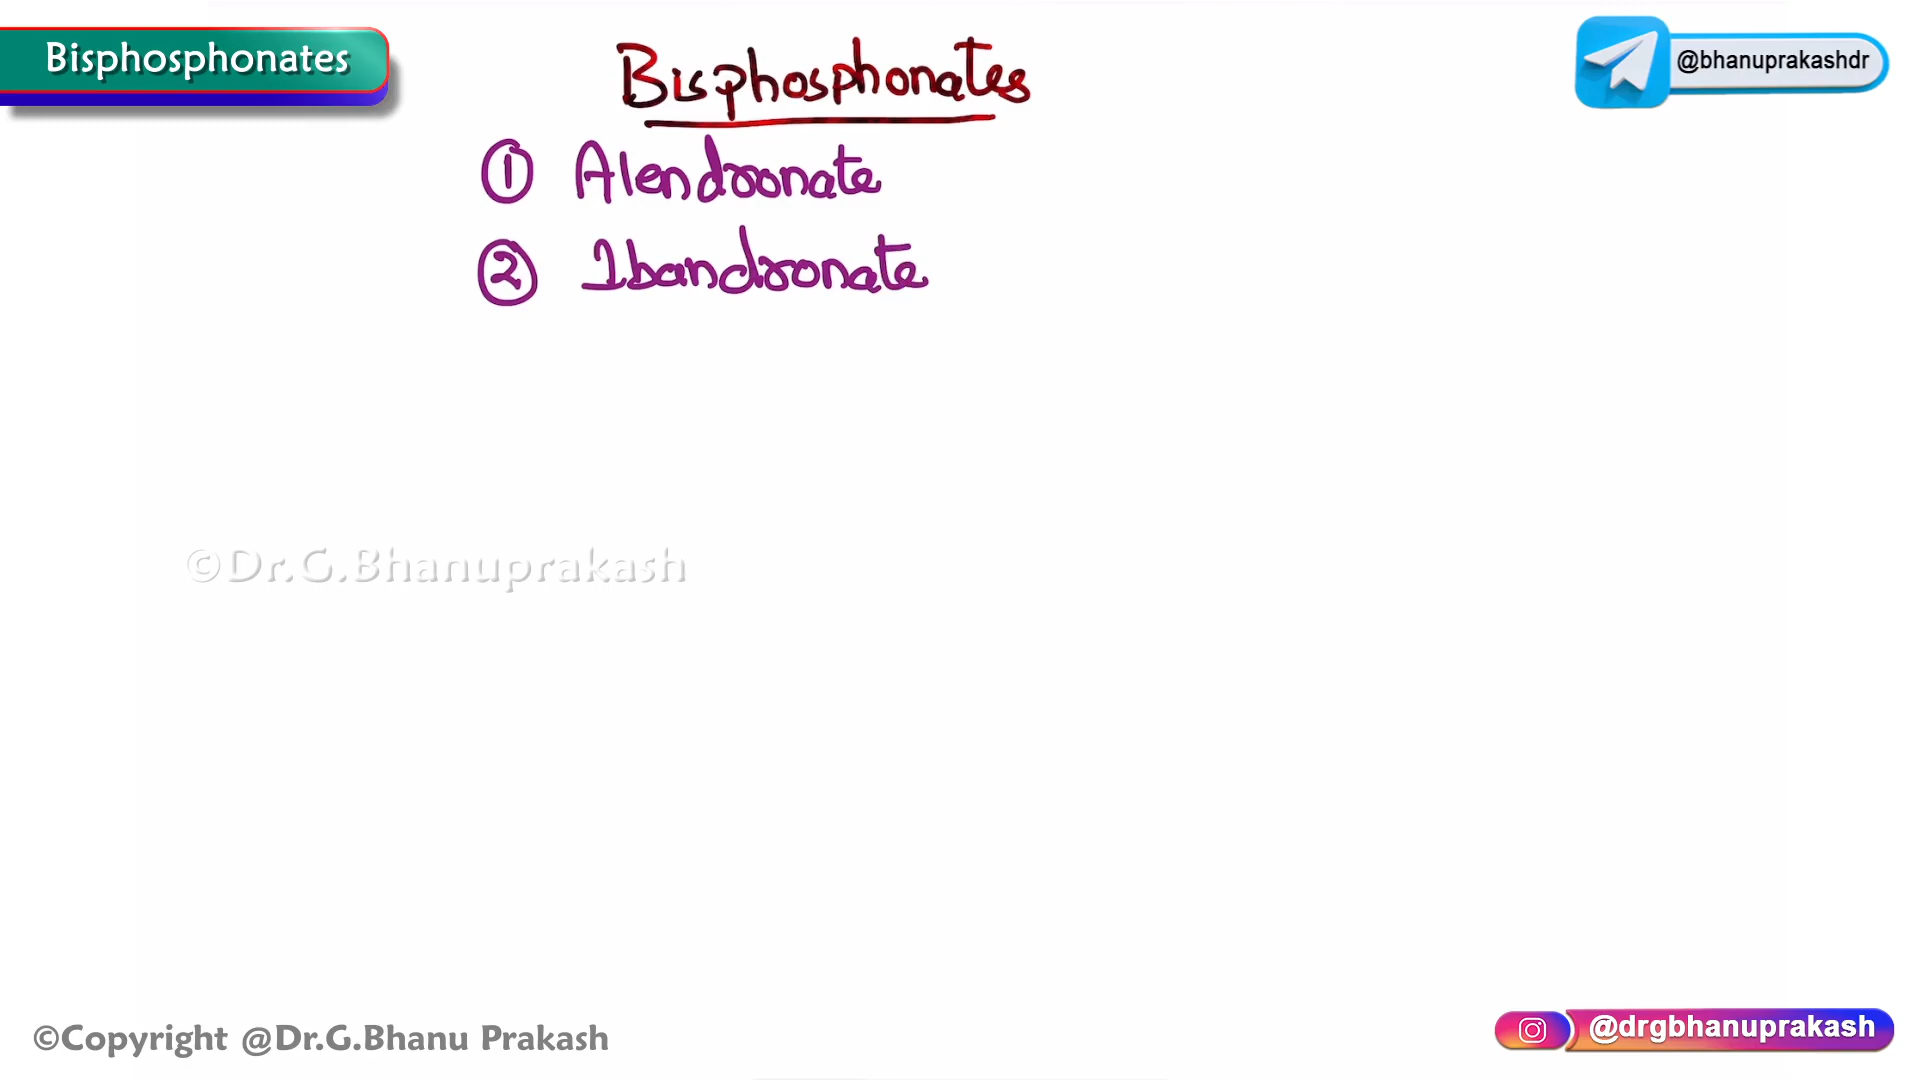 Bisphosphonates
Bisphosphonates
@bhanuprakashdr
① Alendronate
② Ibandronate
©Dr.G.Bhanuprakash
©Copyright @Dr.G.Bhanu Prakash
@drgbhanuprakash